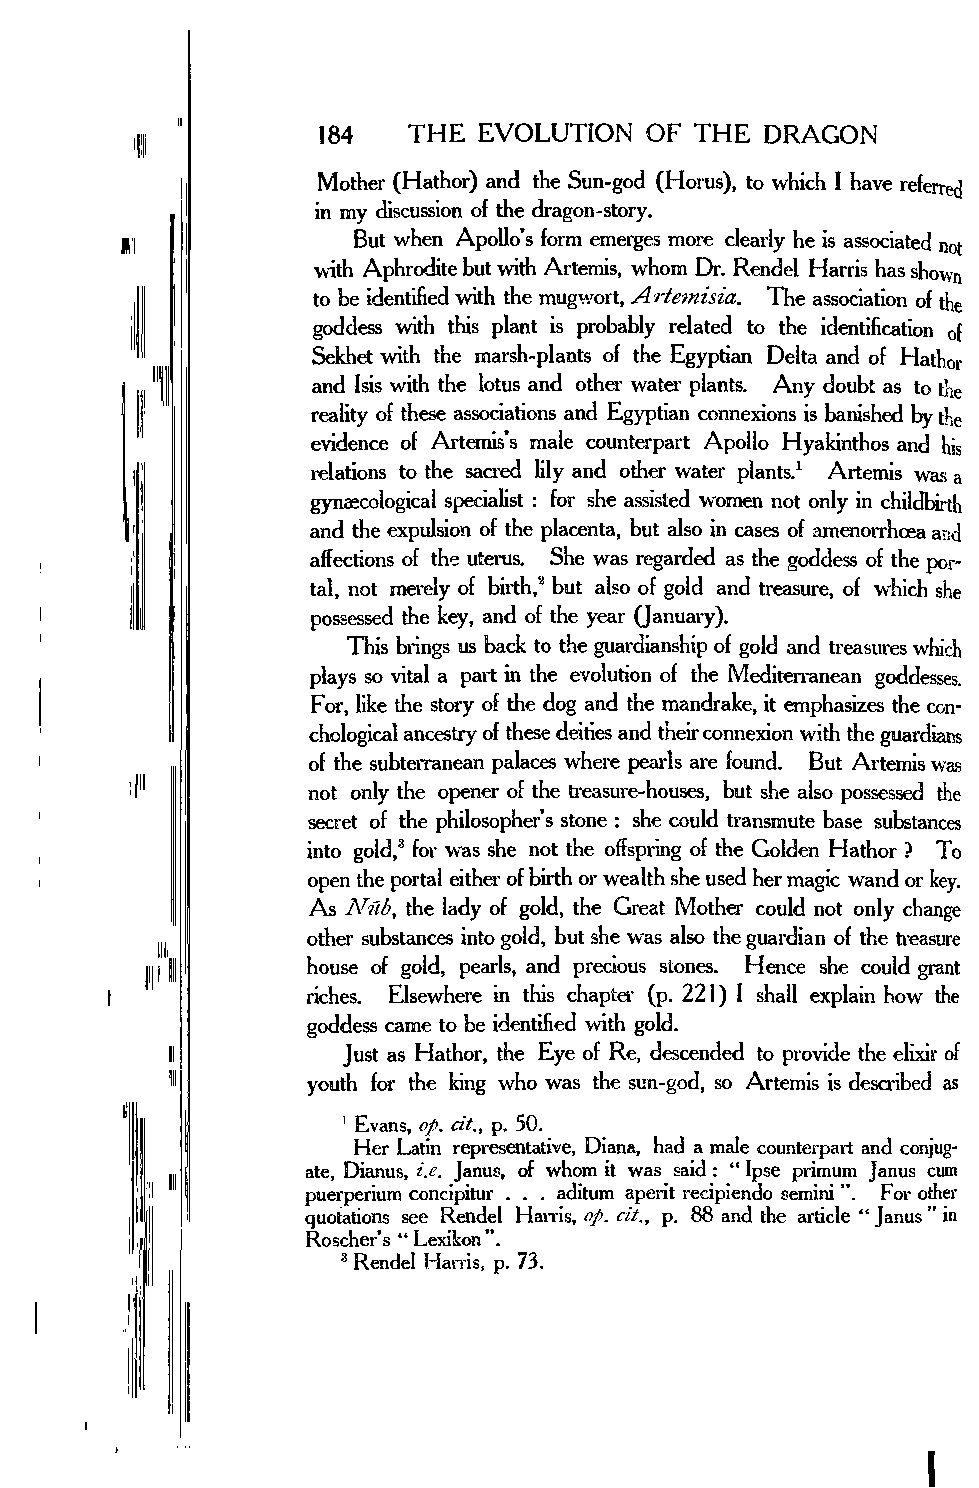 184 THE EVOLUTION OF THE DRAGON
Mother (Hathor) and the Sun-god (Horus), to which I have referred
in my discussion of the dragon-story.
But when Apollo's form emerges more clearly he is associated not
with Aphrodite but with Artemis, whom Dr. Rendel Harris has shown
to be identified with the mugwort, Artemisia. The association of the
goddess with this plant is probably related to the identification of
Sekhet with the marsh-plants of the Egyptian Delta and of Hathor
and Isis with the lotus and other water plants. Any doubt as to the
reality of these associations and Egyptian connexions is banished by the
evidence of Artemis's male counterpart Apollo Hyakinthos and his
relations to the sacred lily and other water plants.¹ Artemis was a
gynæcological specialist : for she assisted women not only in childbirth
and the expulsion of the placenta, but also in cases of amenorrhœa and
affections of the uterus. She was regarded as the goddess of the por-
tal, not merely of birth,² but also of gold and treasure, of which she
possessed the key, and of the year (January).
This brings us back to the guardianship of gold and treasures which
plays so vital a part in the evolution of the Mediterranean goddesses.
For, like the story of the dog and the mandrake, it emphasizes the con-
chological ancestry of these deities and their connexion with the guardians
of the subterranean palaces where pearls are found. But Artemis was
not only the opener of the treasure-houses, but she also possessed the
secret of the philosopher's stone : she could transmute base substances
into gold,³ for was she not the offspring of the Golden Hathor ? To
open the portal either of birth or wealth she used her magic wand or key.
As Nūb, the lady of gold, the Great Mother could not only change
other substances into gold, but she was also the guardian of the treasure
house of gold, pearls, and precious stones. Hence she could grant
riches. Elsewhere in this chapter (p. 221) I shall explain how the
goddess came to be identified with gold.
Just as Hathor, the Eye of Re, descended to provide the elixir of
youth for the king who was the sun-god, so Artemis is described as
¹ Evans, op. cit., p. 50.
Her Latin representative, Diana, had a male counterpart and conjug-
ate, Dianus, i.e. Janus, of whom it was said : “Ipse primum Janus cum
puerperium concipitur . . . aditum aperit recipiendo semini”. For other
quotations see Rendel Harris, op. cit., p. 88 and the article “Janus” in
Roscher's “Lexikon”.
³ Rendel Harris, p. 73.